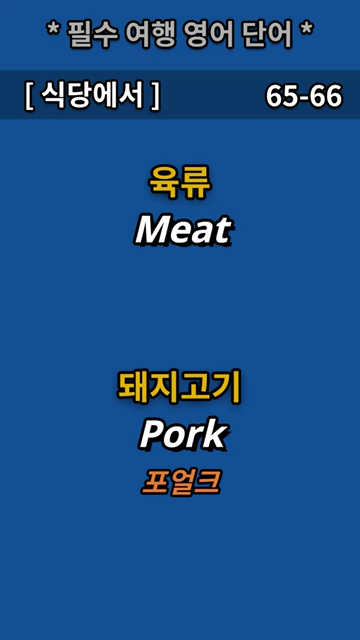 * 필수 여행 영어 단어 *
[ 식당에서 ] 65-66
육류
Meat
돼지고기
Pork
포얼크